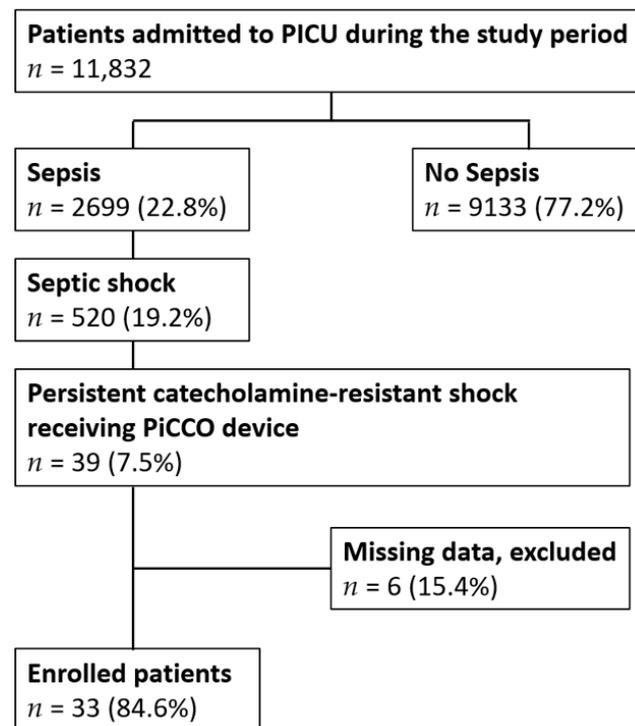 Patients admitted to PICU during the study period
n = 11,832
Sepsis
n = 2699 (22.8%)
No Sepsis
n = 9133 (77.2%)
Septic shock
n = 520 (19.2%)
Persistent catecholamine-resistant shock
receiving PiCCO device
n = 39 (7.5%)
Missing data, excluded
n = 6 (15.4%)
Enrolled patients
n = 33 (84.6%)